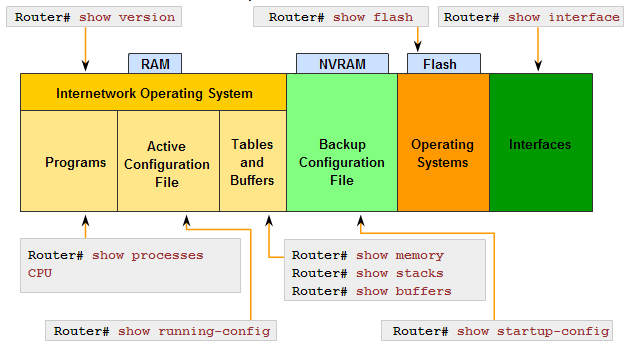 Router# show version
Router# show flash
Router# show interface
RAM
NVRAM
Flash
Internetwork Operating System
Programs
Active
Configuration
File
Tables
and
Buffers
Backup
Configuration
File
Operating
Systems
Interfaces
Router# show processes
CPU
Router# show memory
Router# show stacks
Router# show buffers
Router# show running-config
Router# show startup-config